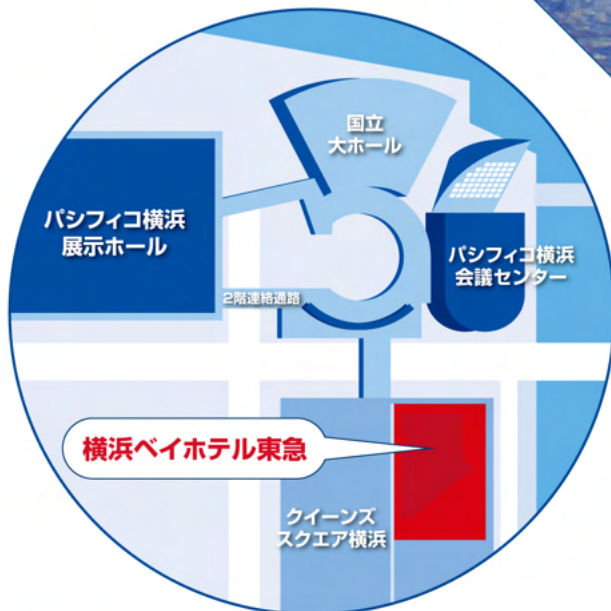 国立
大ホール
パシフィコ横浜
展示ホール
パシフィコ横浜
会議センター
2階連絡通路
横浜ベイホテル東急
クイーンズ
スクエア横浜